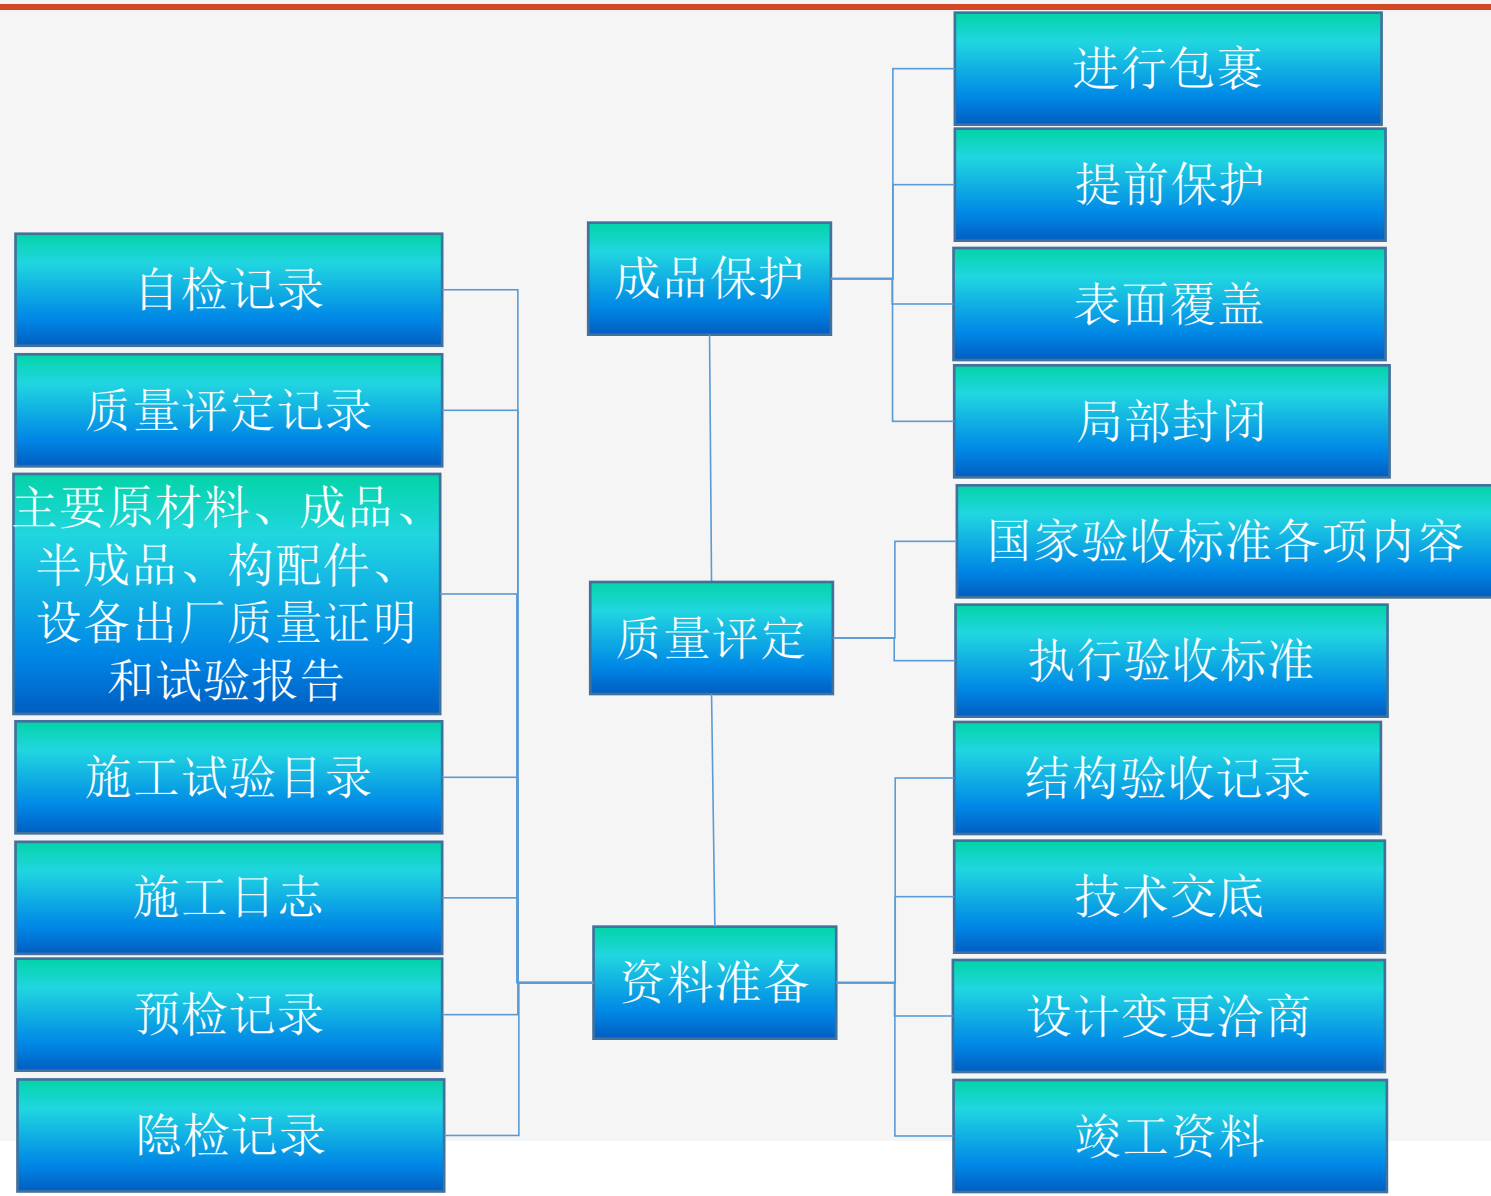 进行包裹
提前保护
成品保护
表面覆盖
局部封闭
国家验收标准各项内容
质量评定
执行验收标准
自检记录
质量评定记录
主要原材料、成品、
半成品、构配件、
设备出厂质量证明
和试验报告
施工试验目录
施工日志
预检记录
隐检记录
资料准备
结构验收记录
技术交底
设计变更洽商
竣工资料